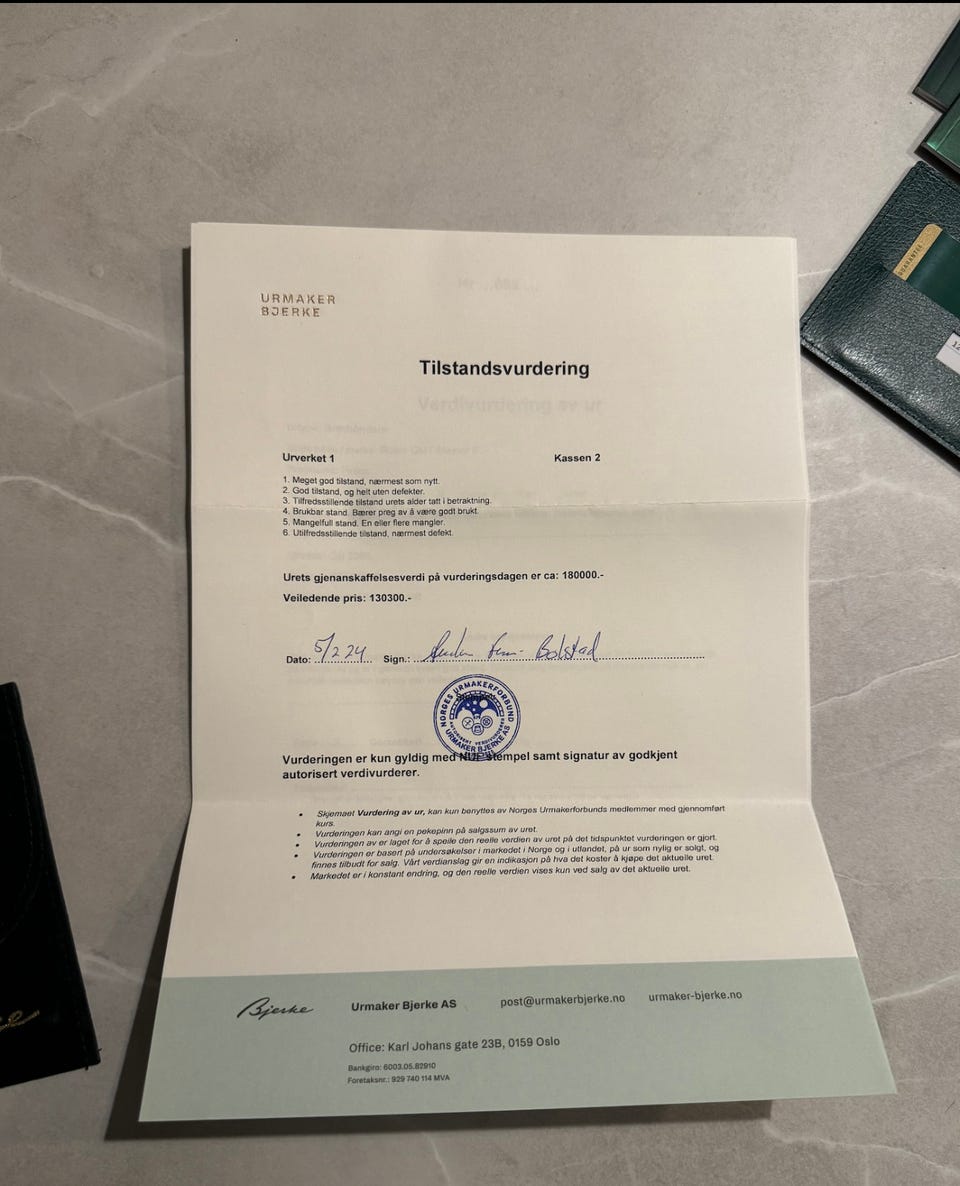 URMAKER
BJERKE
Tilstandsvurdering
Urverket 1
Kassen 2
1. Meget god tilstand, nærmest som nytt.
2. God tilstand, og helt uten defekter.
3. Tilfredsstillende tilstand urets alder tatt i betraktning.
4. Brukbar stand. Bærer preg av å være godt brukt.
5. Mangelfull stand. En eller flere mangler.
6. Utilfredsstillende tilstand, nærmest defekt.
Urets gjenanskaffelsesverdi på vurderingsdagen er ca: 180000.-
Veiledende pris: 130300.-
Dato: 5/2 24 Sign.: Bolstad
NORGES URMAKERFORBUND
AUTORISERT VERDIVURDERER
URMAKER BJERKE AS
Vurderingen er kun gyldig med NUF stempel samt signatur av godkjent
autorisert verdivurderer.
• Skjemaet Vurdering av ur, kan kun benyttes av Norges Urmakerforbunds medlemmer med gjennomført
kurs.
• Vurderingen kan angi en pekepinn på salgssum av uret.
• Vurderingen av er laget for å speile den reelle verdien av uret på det tidspunktet vurderingen er gjort.
• Vurderingen er basert på undersøkelser i markedet i Norge og i utlandet, på ur som nylig er solgt, og
finnes tilbudt for salg. Vårt verdianslag gir en indikasjon på hva det koster å kjøpe det aktuelle uret.
• Markedet er i konstant endring, og den reelle verdien vises kun ved salg av det aktuelle uret.
Bjerke
Urmaker Bjerke AS
post@urmakerbjerke.no
urmaker-bjerke.no
Office: Karl Johans gate 23B, 0159 Oslo
Bankgiro: 6003.05.82910
Foretaksnr.: 929 740 114 MVA
GUARANTEE
12